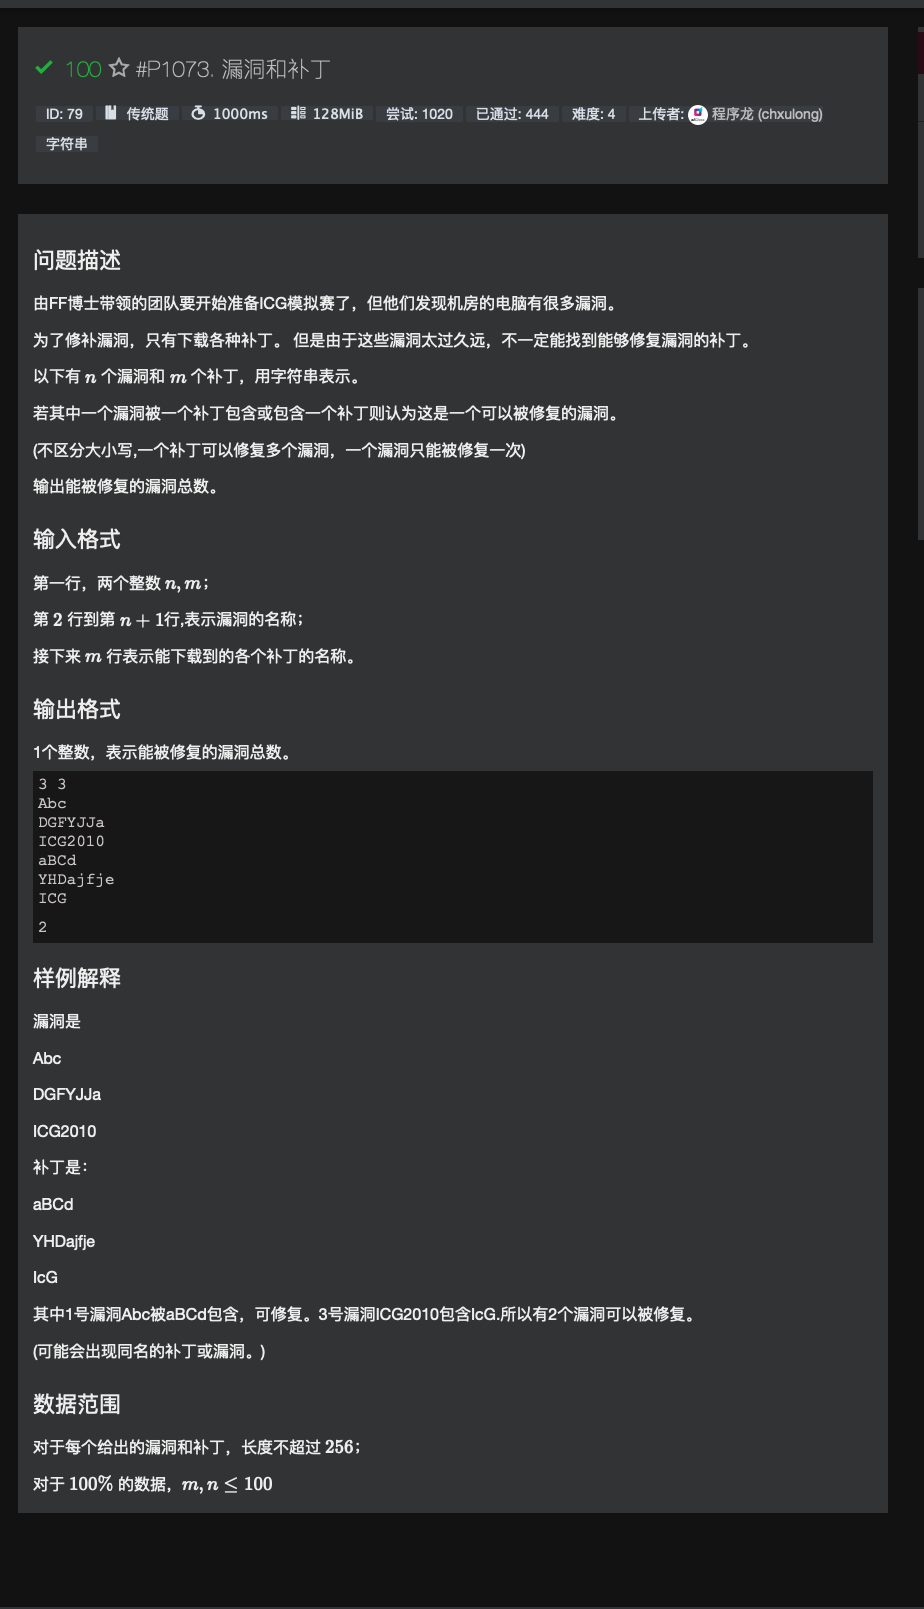 100 #P1073. 漏洞和补丁
ID: 79 传统题 1000ms 128MiB 尝试: 1020 已通过: 444 难度: 4 上传者: 程序龙 (chxulong)
字符串
问题描述
由FF博士带领的团队要开始准备ICG模拟赛了，但他们发现机房的电脑有很多漏洞。
为了修补漏洞，只有下载各种补丁。 但是由于这些漏洞太过久远，不一定能找到能够修复漏洞的补丁。
以下有 n 个漏洞和 m 个补丁，用字符串表示。
若其中一个漏洞被一个补丁包含或包含一个补丁则认为这是一个可以被修复的漏洞。
(不区分大小写,一个补丁可以修复多个漏洞，一个漏洞只能被修复一次)
输出能被修复的漏洞总数。
输入格式
第一行，两个整数 n, m；
第 2 行到第 n + 1行,表示漏洞的名称；
接下来 m 行表示能下载到的各个补丁的名称。
输出格式
1个整数，表示能被修复的漏洞总数。
3 3
Abc
DGFYJJa
ICG2010
aBCd
YHDajfje
ICG
2
样例解释
漏洞是
Abc
DGFYJJa
ICG2010
补丁是：
aBCd
YHDajfje
IcG
其中1号漏洞Abc被aBCd包含，可修复。3号漏洞ICG2010包含IcG.所以有2个漏洞可以被修复。
(可能会出现同名的补丁或漏洞。)
数据范围
对于每个给出的漏洞和补丁，长度不超过 256；
对于 100% 的数据，m, n ≤ 100